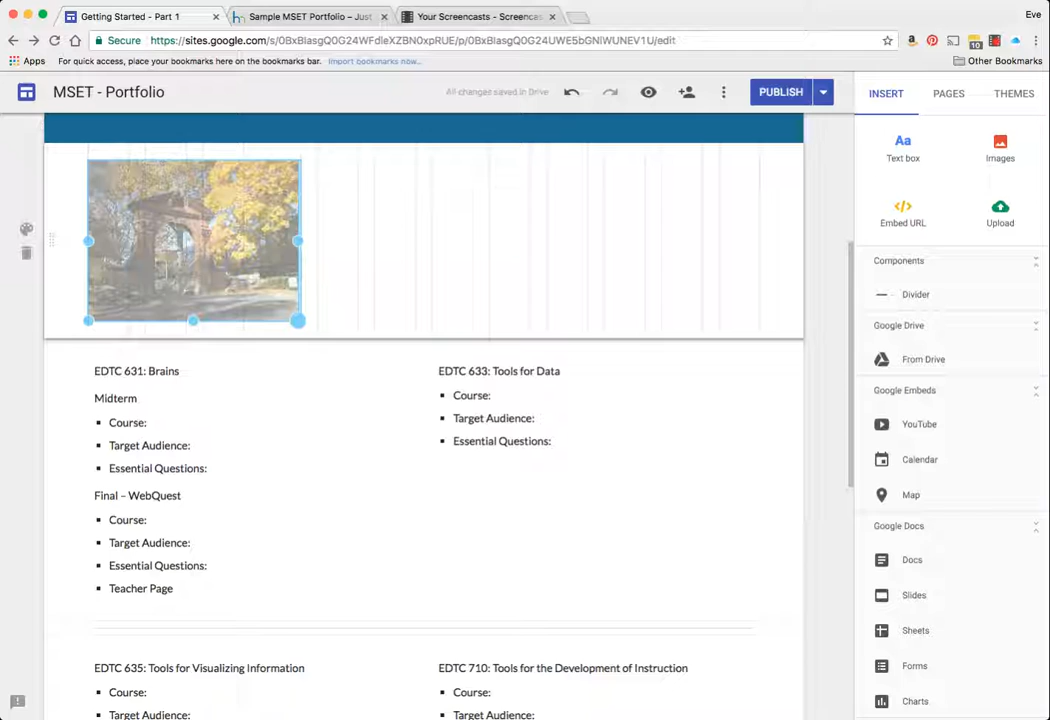 Getting Started - Part 1
Sample MSET Portfolio – Just
Your Screencasts – Screencas
Eve
Secure
https://sites.google.com/s/0BxBIasgQ0G24WFdleXZBN0xpRUE/p/0BxBIasgQ0G24UWE5bGNIWUNEV1U/edit
10
Apps
For quick access, place your bookmarks here on the bookmarks bar.
Import bookmarks now...
Other Bookmarks
MSET - Portfolio
All changes saved in Drive
PUBLISH
INSERT
PAGES
THEMES
Aa
Text box
Images
Embed URL
Upload
Components
Divider
Google Drive
From Drive
Google Embeds
YouTube
Calendar
Map
Google Docs
Docs
Slides
Sheets
Forms
Charts
EDTC 631: Brains
Midterm
Course:
Target Audience:
Essential Questions:
Final – WebQuest
Course:
Target Audience:
Essential Questions:
Teacher Page
EDTC 633: Tools for Data
Course:
Target Audience:
Essential Questions:
EDTC 635: Tools for Visualizing Information
Course:
Target Audience:
EDTC 710: Tools for the Development of Instruction
Course:
Target Audience: